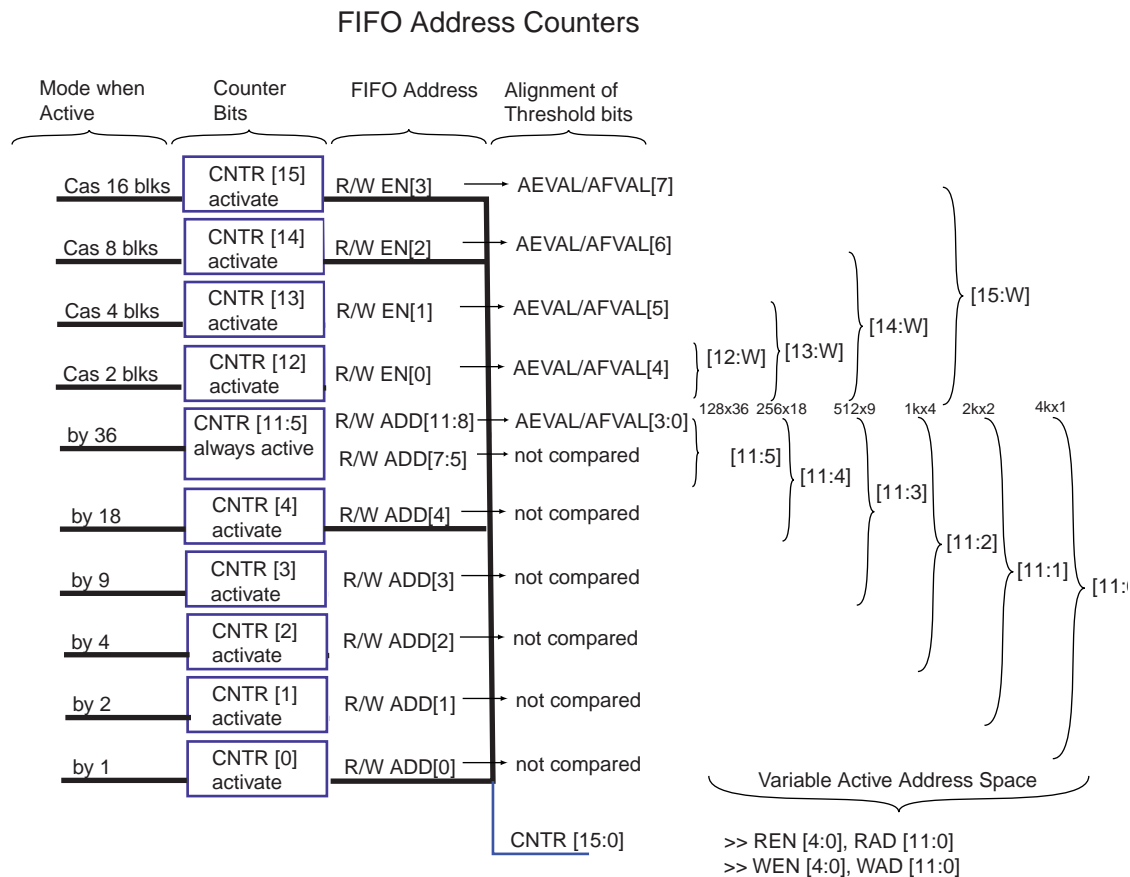 FIFO Address Counters
Mode when Active
Counter Bits
FIFO Address
Alignment of Threshold bits
Cas 16 blks
CNTR [15] activate
R/W EN[3]
AEVAL/AFVAL[7]
Cas 8 blks
CNTR [14] activate
R/W EN[2]
AEVAL/AFVAL[6]
Cas 4 blks
CNTR [13] activate
R/W EN[1]
AEVAL/AFVAL[5]
Cas 2 blks
CNTR [12] activate
R/W EN[0]
AEVAL/AFVAL[4]
by 36
CNTR [11:5] always active
R/W ADD[11:8]
AEVAL/AFVAL[3:0]
R/W ADD[7:5]
not compared
by 18
CNTR [4] activate
R/W ADD[4]
not compared
by 9
CNTR [3] activate
R/W ADD[3]
not compared
by 4
CNTR [2] activate
R/W ADD[2]
not compared
by 2
CNTR [1] activate
R/W ADD[1]
not compared
by 1
CNTR [0] activate
R/W ADD[0]
not compared
CNTR [15:0]
[12:W]
[13:W]
[14:W]
[15:W]
128x36
256x18
512x9
1kx4
2kx2
4kx1
[11:5]
[11:4]
[11:3]
[11:2]
[11:1]
Variable Active Address Space
>> REN [4:0], RAD [11:0]
>> WEN [4:0], WAD [11:0]